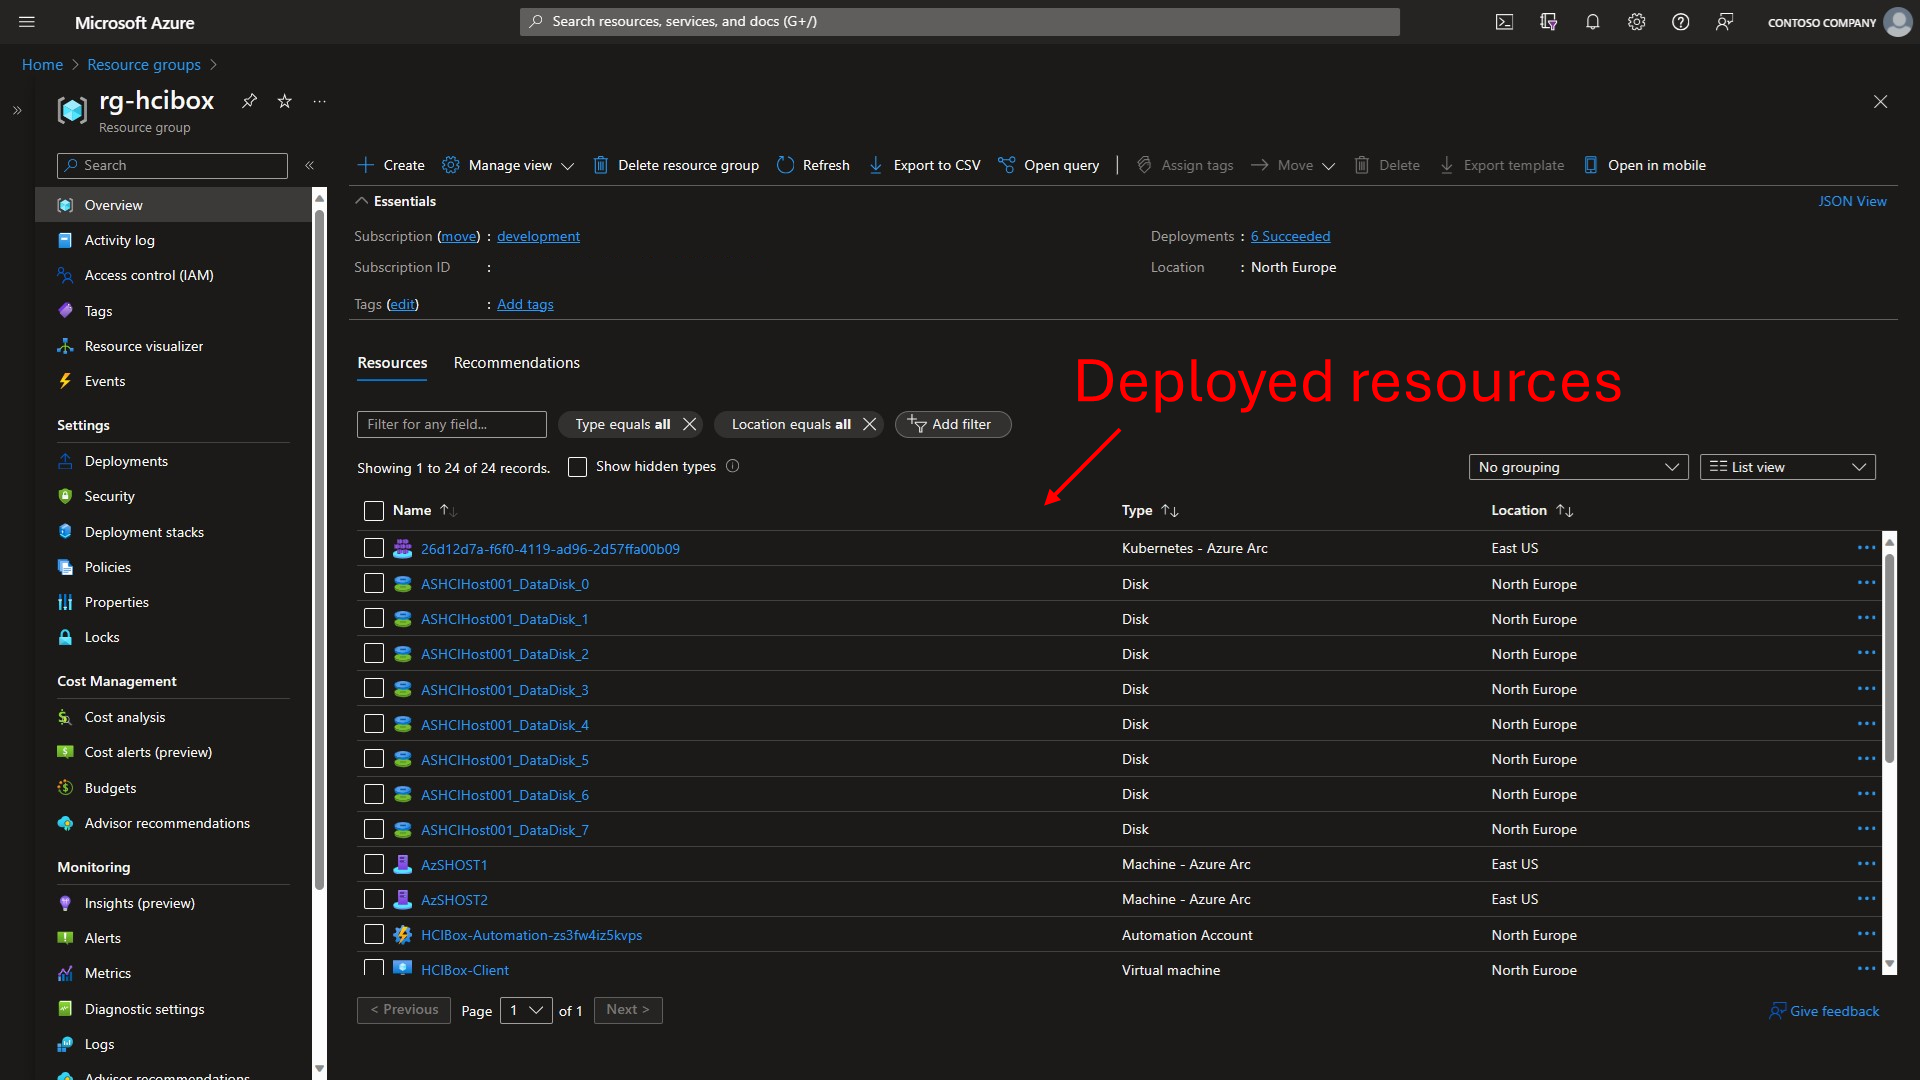 Microsoft Azure
Search resources, services, and docs (G+/)
CONTOSO COMPANY
Home > Resource groups >
rg-hcibox
Resource group
Search
Overview
Activity log
Access control (IAM)
Tags
Resource visualizer
Events
Settings
Deployments
Security
Deployment stacks
Policies
Properties
Locks
Cost Management
Cost analysis
Cost alerts (preview)
Budgets
Advisor recommendations
Monitoring
Insights (preview)
Alerts
Metrics
Diagnostic settings
Logs
Advisor recommendations
Create Manage view Delete resource group Refresh Export to CSV Open query Assign tags Move Delete Export template Open in mobile
Essentials
JSON View
Subscription (move) : development
Deployments : 6 Succeeded
Subscription ID :
Location : North Europe
Tags (edit) : Add tags
Resources Recommendations
Deployed resources
Filter for any field... Type equals all Location equals all Add filter
Showing 1 to 24 of 24 records. Show hidden types
No grouping List view
Name Type Location
26d12d7a-f6f0-4119-ad96-2d57ffa00b09 Kubernetes - Azure Arc East US
ASHCIHost001_DataDisk_0 Disk North Europe
ASHCIHost001_DataDisk_1 Disk North Europe
ASHCIHost001_DataDisk_2 Disk North Europe
ASHCIHost001_DataDisk_3 Disk North Europe
ASHCIHost001_DataDisk_4 Disk North Europe
ASHCIHost001_DataDisk_5 Disk North Europe
ASHCIHost001_DataDisk_6 Disk North Europe
ASHCIHost001_DataDisk_7 Disk North Europe
AzSHOST1 Machine - Azure Arc East US
AzSHOST2 Machine - Azure Arc East US
HCIBox-Automation-zs3fw4iz5kvps Automation Account North Europe
HCIBox-Client Virtual machine North Europe
< Previous Page 1 of 1 Next >
Give feedback